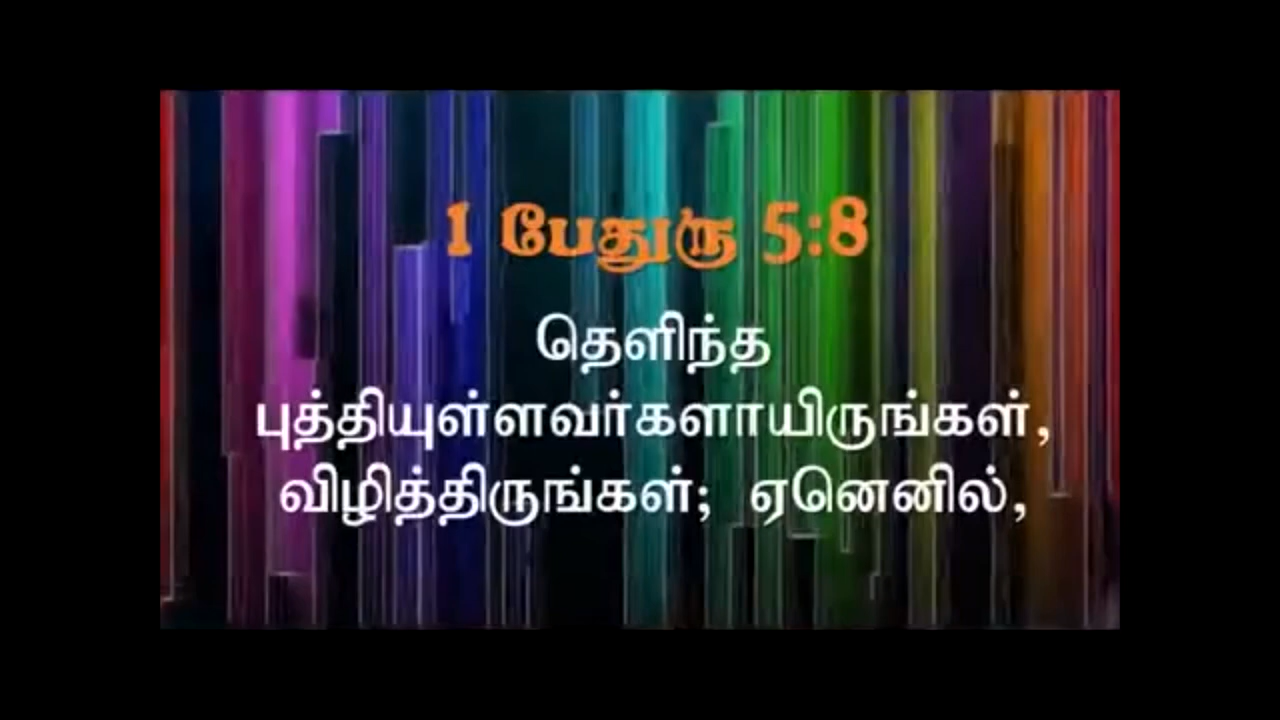 1 பேதுரு 5:8
தெளிந்த
புத்தியுள்ளவர்களாயிருங்கள்,
விழித்திருங்கள்; ஏனெனில்,